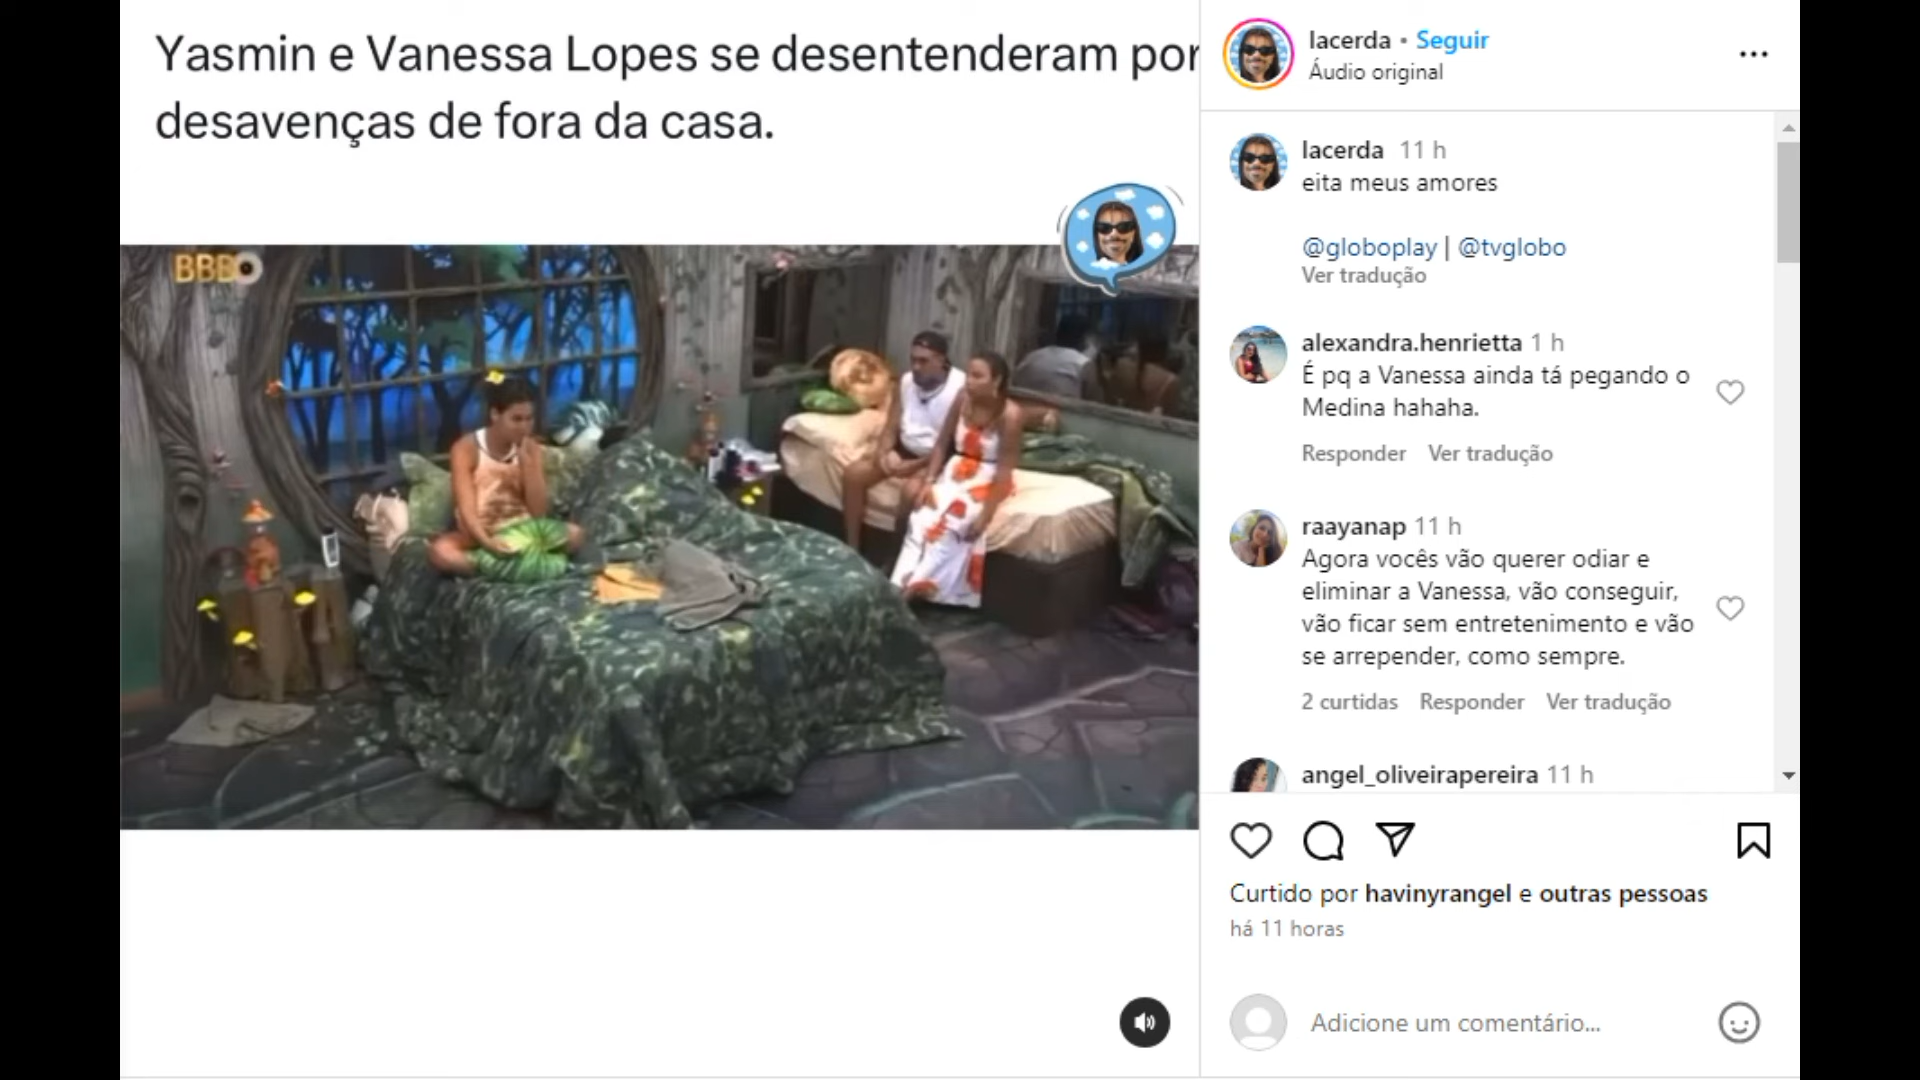 Yasmin e Vanessa Lopes se desentenderam por
desavenças de fora da casa.
BBB
lacerda • Seguir
Áudio original
lacerda 11 h
eita meus amores
@globoplay | @tvglobo
Ver tradução
alexandra.henrietta 1 h
É pq a Vanessa ainda tá pegando o
Medina hahaha.
Responder Ver tradução
raayanap 11 h
Agora vocês vão querer odiar e
eliminar a Vanessa, vão conseguir,
vão ficar sem entretenimento e vão
se arrepender, como sempre.
2 curtidas Responder Ver tradução
angel_oliveirapereira 11 h
Curtido por havinyrangel e outras pessoas
há 11 horas
Adicione um comentário...